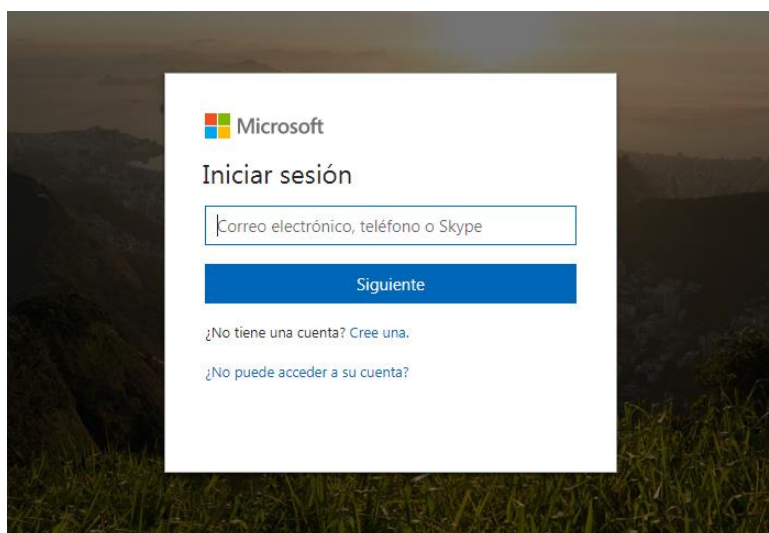 Microsoft
Iniciar sesión
Correo electrónico, teléfono o Skype
Siguiente
¿No tiene una cuenta? Cree una.
¿No puede acceder a su cuenta?